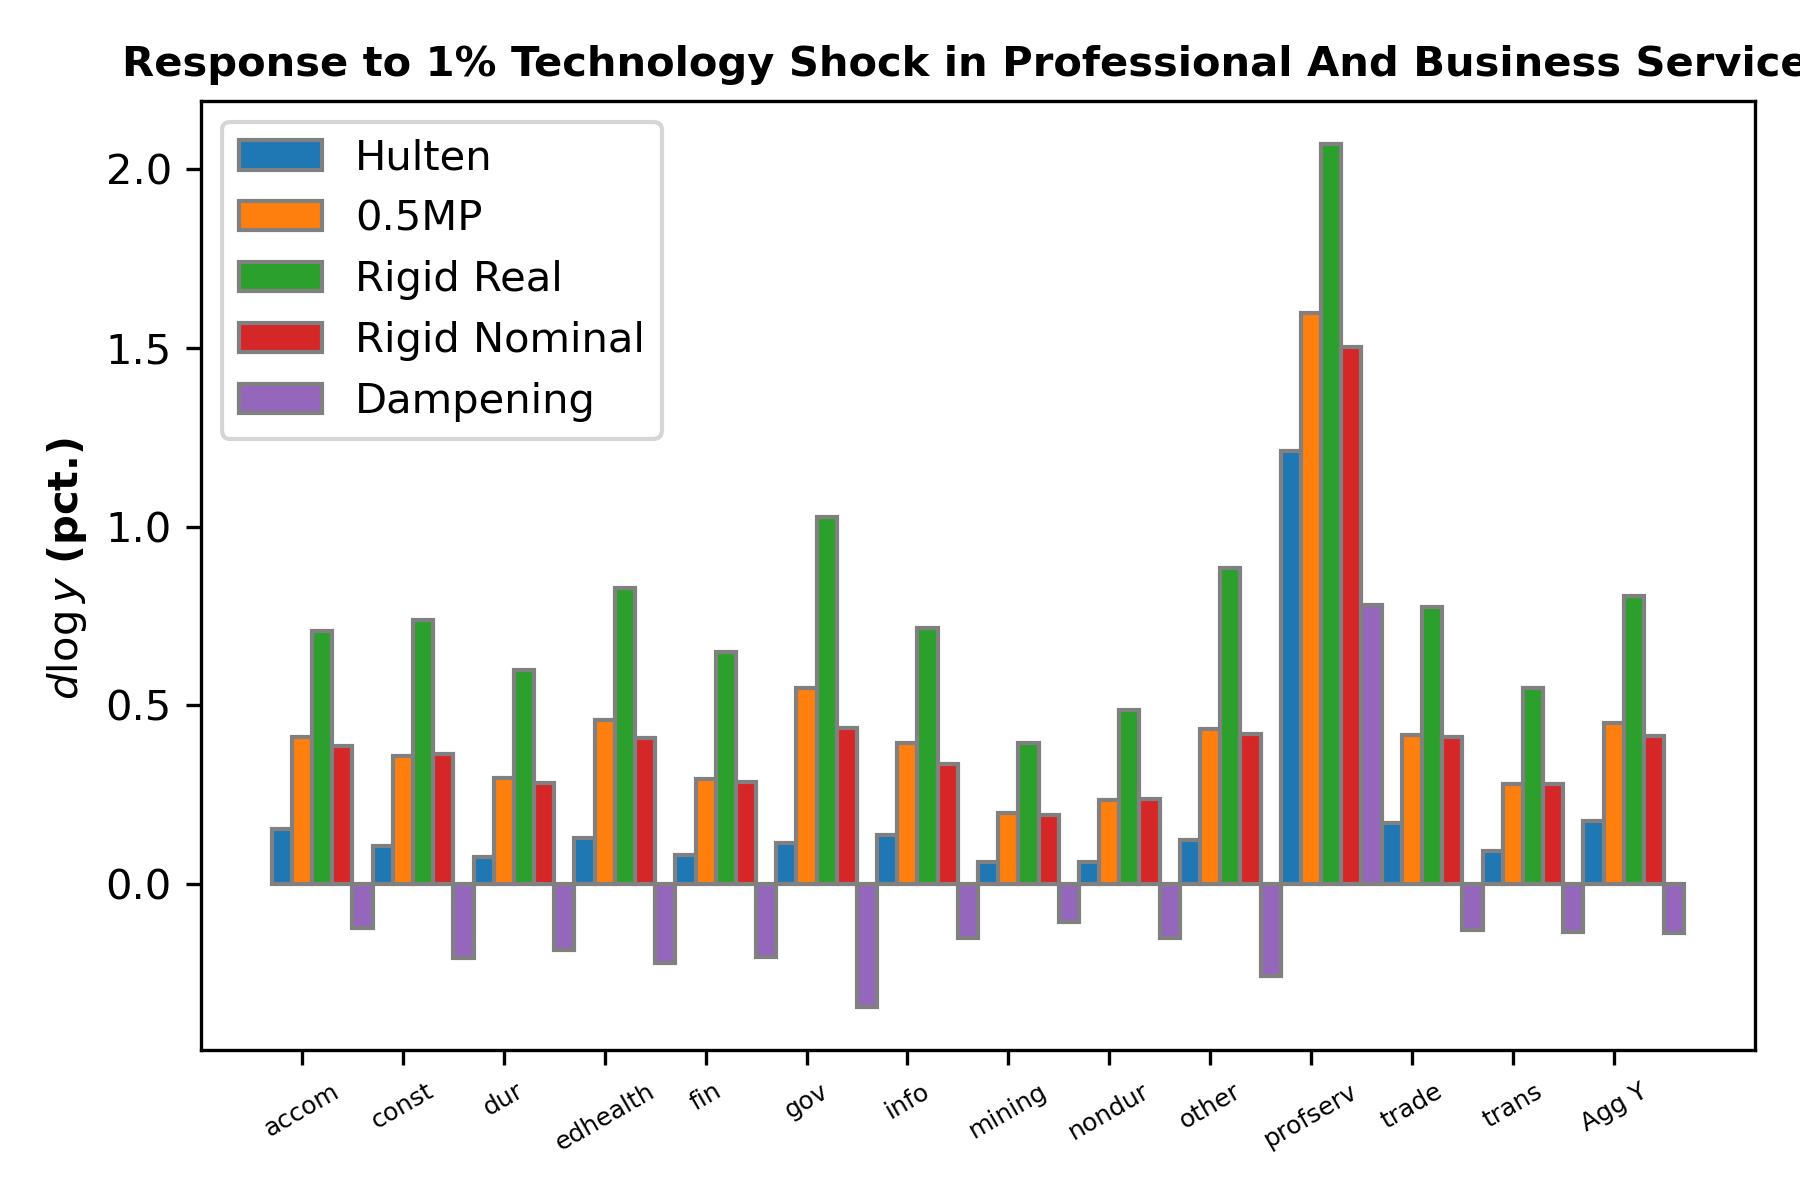 Response to 1% Technology Shock in Professional And Business Service
Hulten
0.5MP
Rigid Real
Rigid Nominal
Dampening
dlog y (pct.)
2.0
1.5
1.0
0.5
0.0
accom
const
dur
edhealth
fin
gov
info
mining
nondur
other
profserv
trade
trans
Agg Y